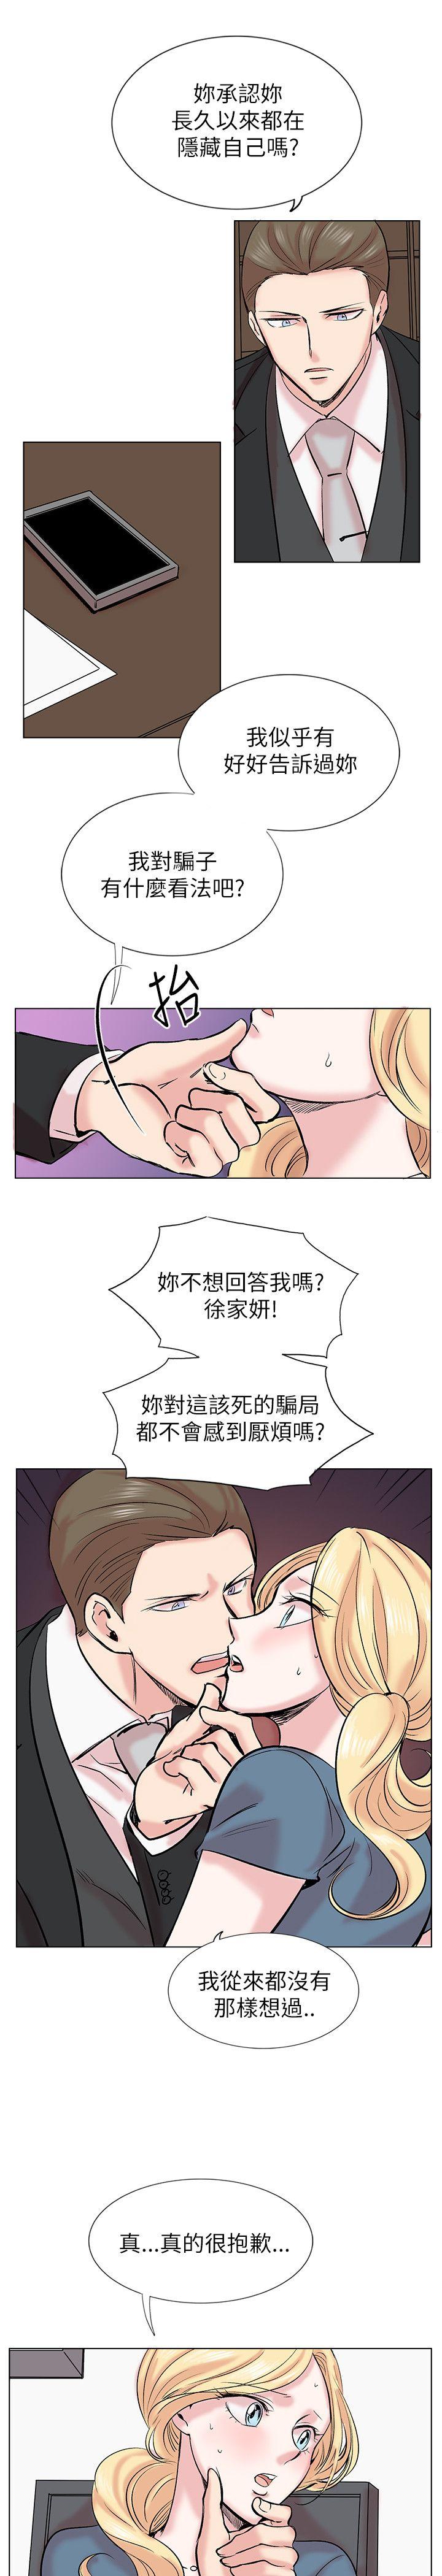 妳承認妳
長久以來都在
隱藏自己嗎?
我似乎有
好好告訴過妳
我對騙子
有什麼看法吧?
抬
妳不想回答我嗎?
徐家妍!
妳對這該死的騙局
都不會感到厭煩嗎?
我從來都沒有
那樣想過..
真...真的很抱歉...